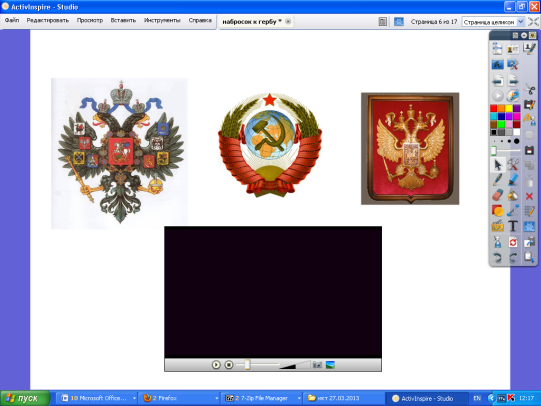 ActivInspire - Studio
Файл Редактировать Просмотр Вставить Инструменты Справка
набросок к гербу *
Страница 6 из 17
Страница целиком
пуск
10 Microsoft Office...
2 Firefox
2 7-Zip File Manager
ист 27.03.2013
ActivInspire - Studio
EN
12:17